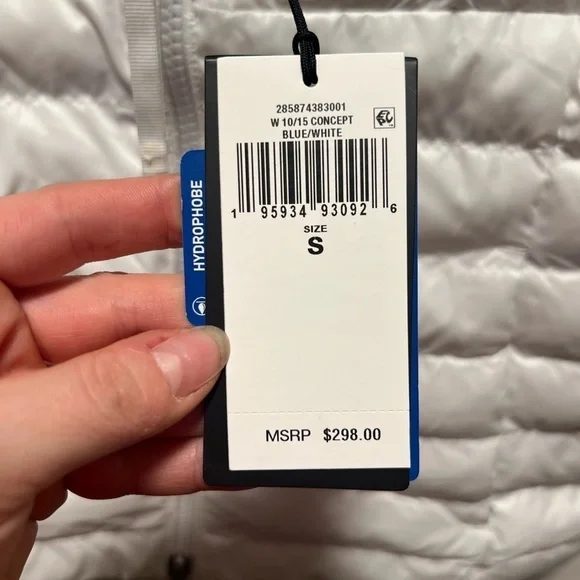 285874383001
W 10/15 CONCEPT
BLUE/WHITE
1 95934 93092 6
SIZE
S
MSRP $298.00
HYDROPHOBE